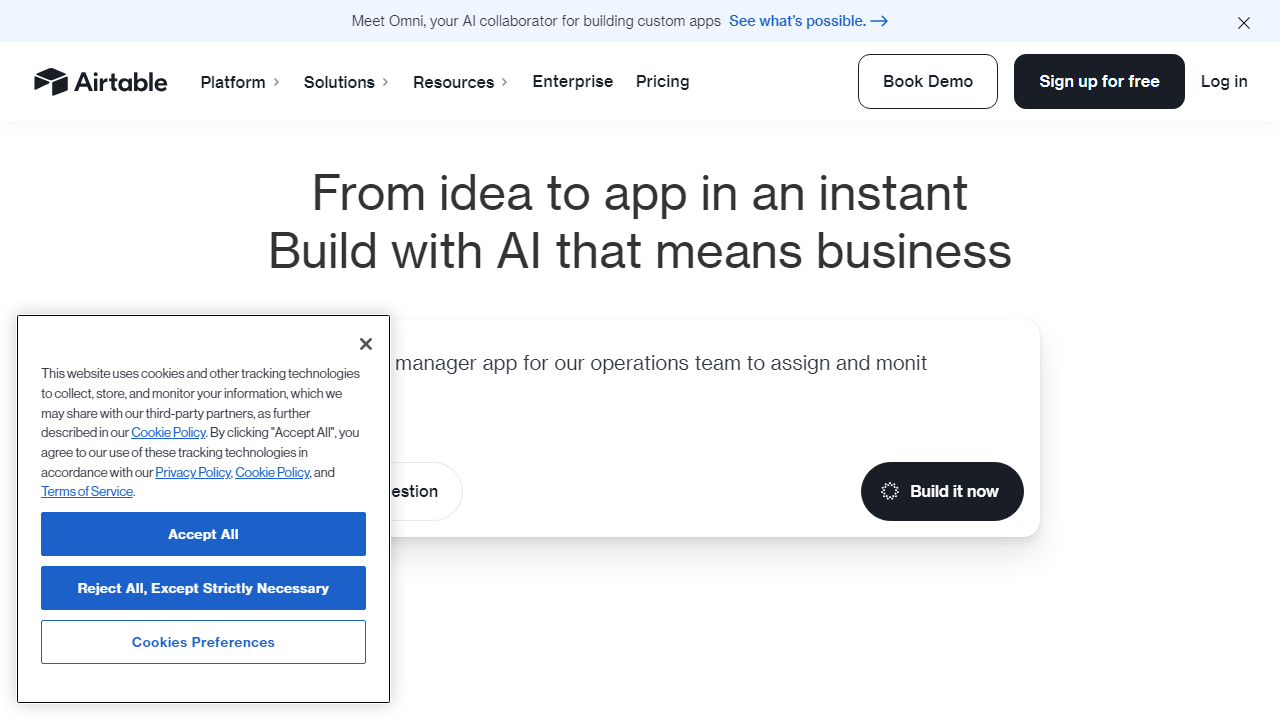 Meet Omni, your AI collaborator for building custom apps See what's possible. →
Airtable
Platform
Solutions
Resources
Enterprise
Pricing
Book Demo
Sign up for free
Log in
From idea to app in an instant
Build with AI that means business
manager app for our operations team to assign and monit
estion
Build it now
This website uses cookies and other tracking technologies
to collect, store, and monitor your information, which we
may share with our third-party partners, as further
described in our Cookie Policy. By clicking "Accept All", you
agree to our use of these tracking technologies in
accordance with our Privacy Policy, Cookie Policy, and
Terms of Service.
Accept All
Reject All, Except Strictly Necessary
Cookies Preferences